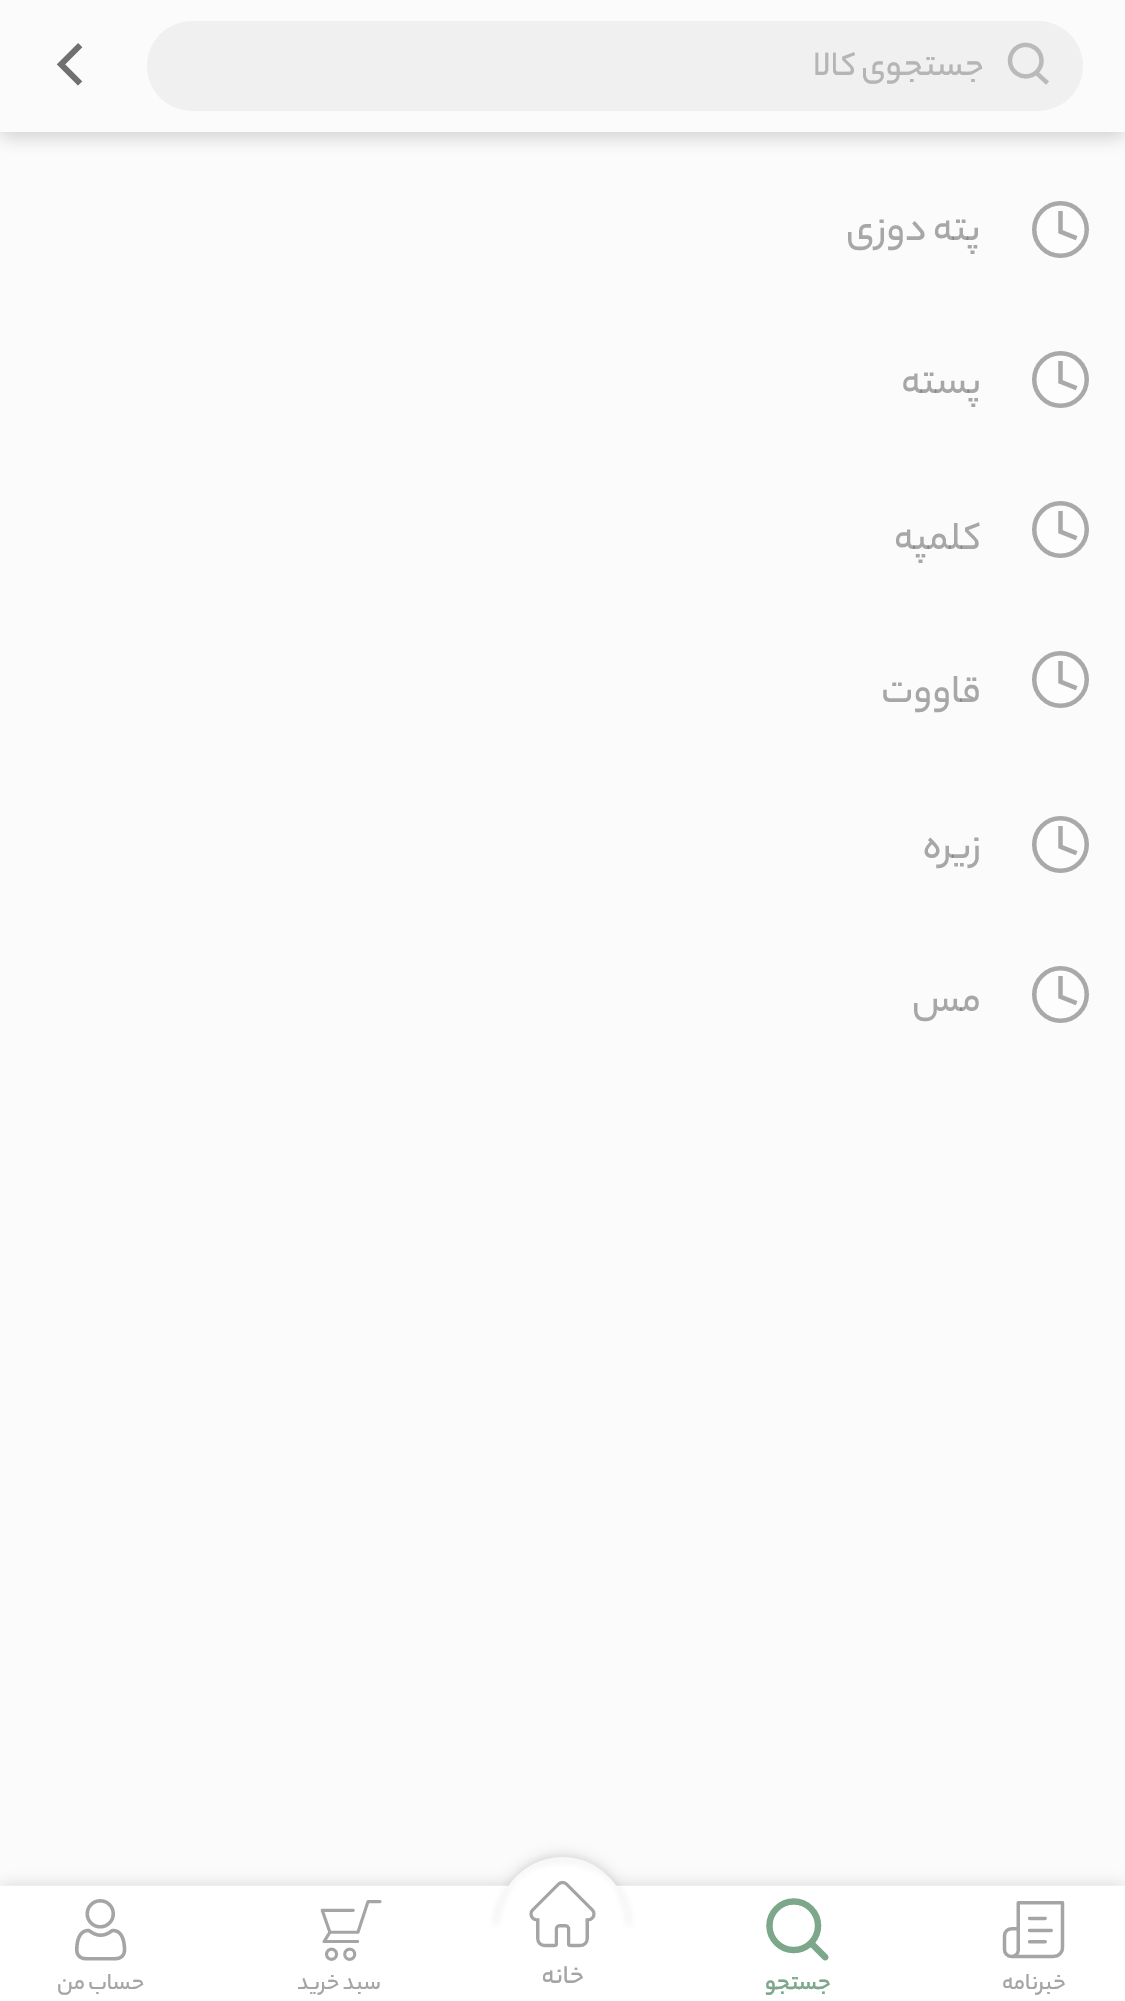 جستجوی کالا
پته دوزی
پسته
کلمپه
قاووت
زیره
مس
خبرنامه
جستجو
خانه
سبد خرید
حساب من